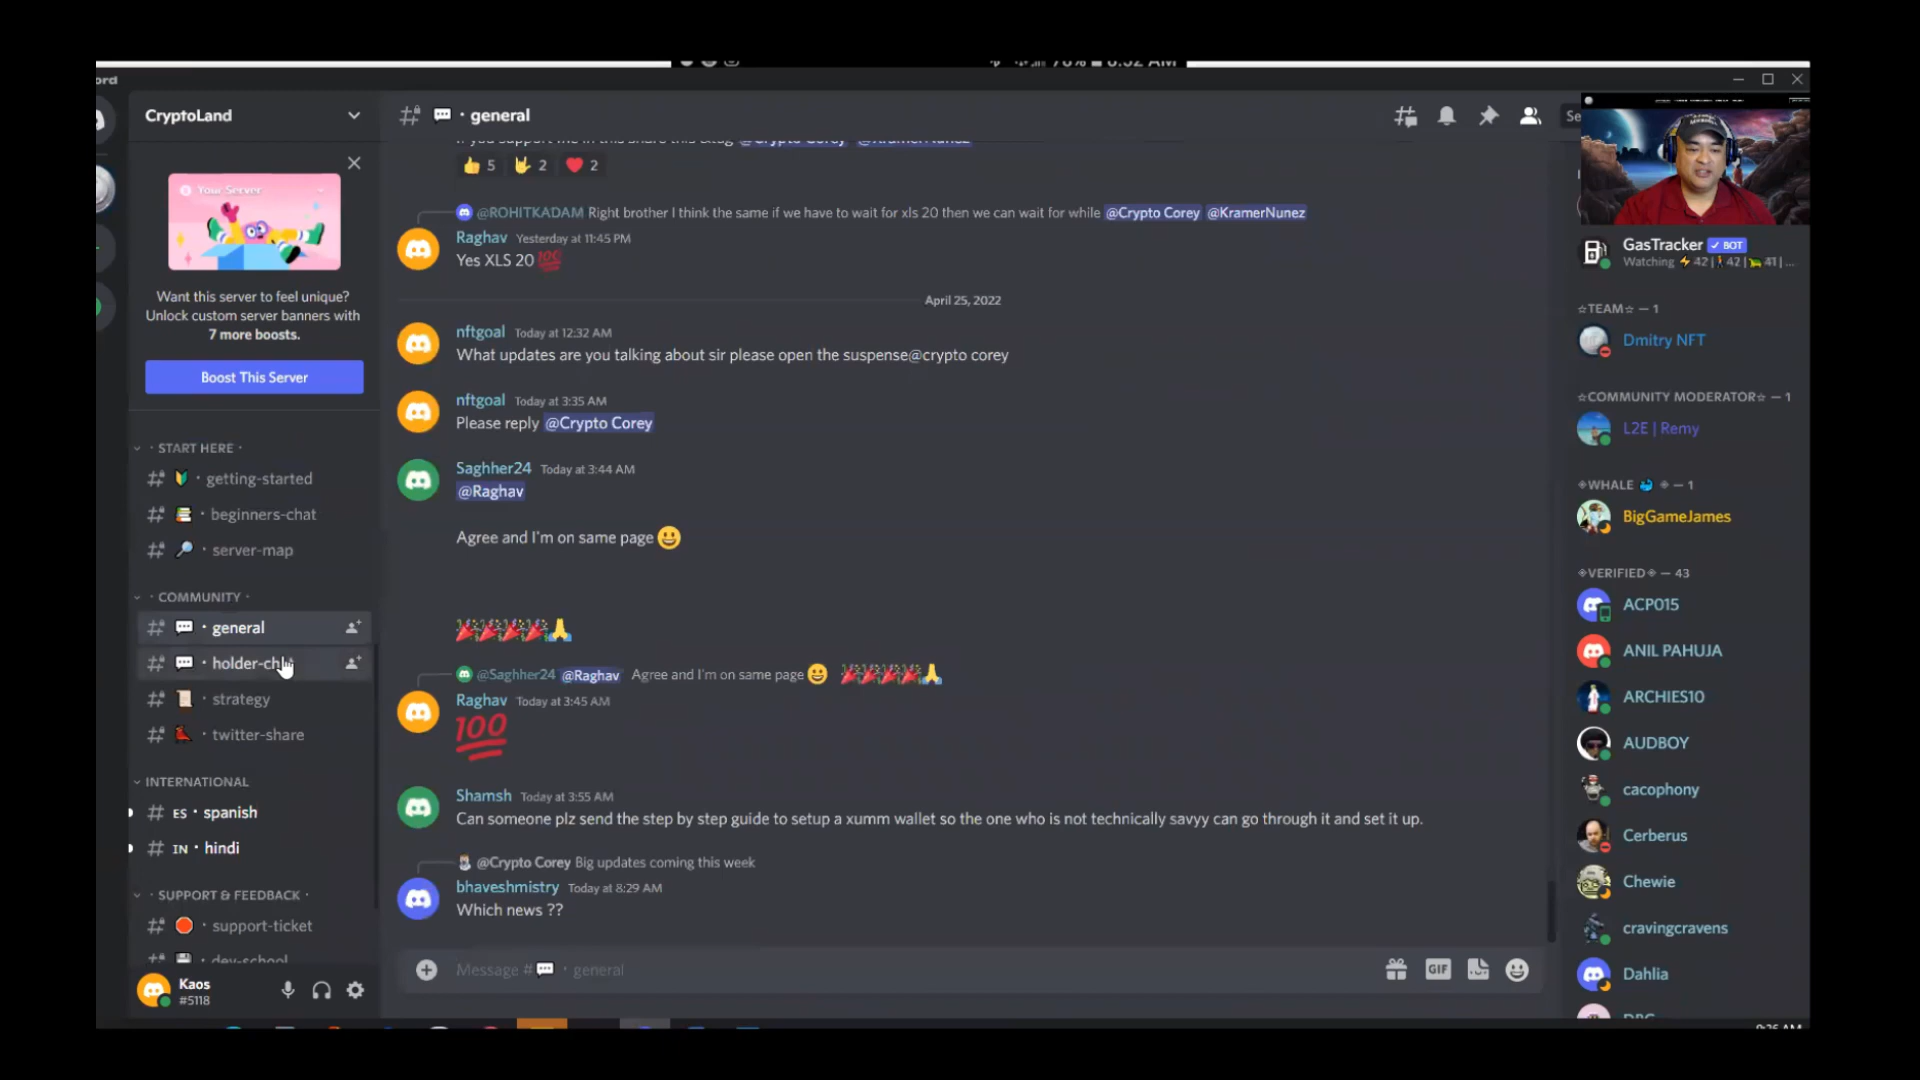 ord
CryptoLand
Your Server
Want this server to feel unique?
Unlock custom server banners with
7 more boosts.
Boost This Server
· START HERE ·
· getting-started
· beginners-chat
· server-map
· COMMUNITY ·
· general
· holder-ch
· strategy
· twitter-share
INTERNATIONAL
ES · spanish
IN · hindi
· SUPPORT & FEEDBACK ·
· support-ticket
· dev-school
Kaos
#5118
· general
@Crypto Corey @KramerNunez
5 2 2
@ROHITKADAM Right brother I think the same if we have to wait for xls 20 then we can wait for while @Crypto Corey @KramerNunez
Raghav Yesterday at 11:45 PM
Yes XLS 20 💯
April 25, 2022
nftgoal Today at 12:32 AM
What updates are you talking about sir please open the suspense@crypto corey
nftgoal Today at 3:35 AM
Please reply @Crypto Corey
Saghher24 Today at 3:44 AM
@Raghav
Agree and I'm on same page 😀
🎉🎉🎉🎉🙏
@Saghher24 @Raghav Agree and I'm on same page 😀 🎉🎉🎉🎉🙏
Raghav Today at 3:45 AM
💯
Shamsh Today at 3:55 AM
Can someone plz send the step by step guide to setup a xumm wallet so the one who is not technically savyy can go through it and set it up.
@Crypto Corey Big updates coming this week
bhaveshmistry Today at 8:29 AM
Which news ??
Message # · general
GIF
Se
GasTracker ✓ BOT
Watching ⚡42|🚶42|🐢41|...
☆TEAM☆ — 1
Dmitry NFT
☆COMMUNITY MODERATOR☆ — 1
L2E | Remy
◈WHALE 🐳 ◈ — 1
BigGameJames
◈VERIFIED◈ — 43
ACP015
ANIL PAHUJA
ARCHIES10
AUDBOY
cacophony
Cerberus
Chewie
cravingcravens
Dahlia